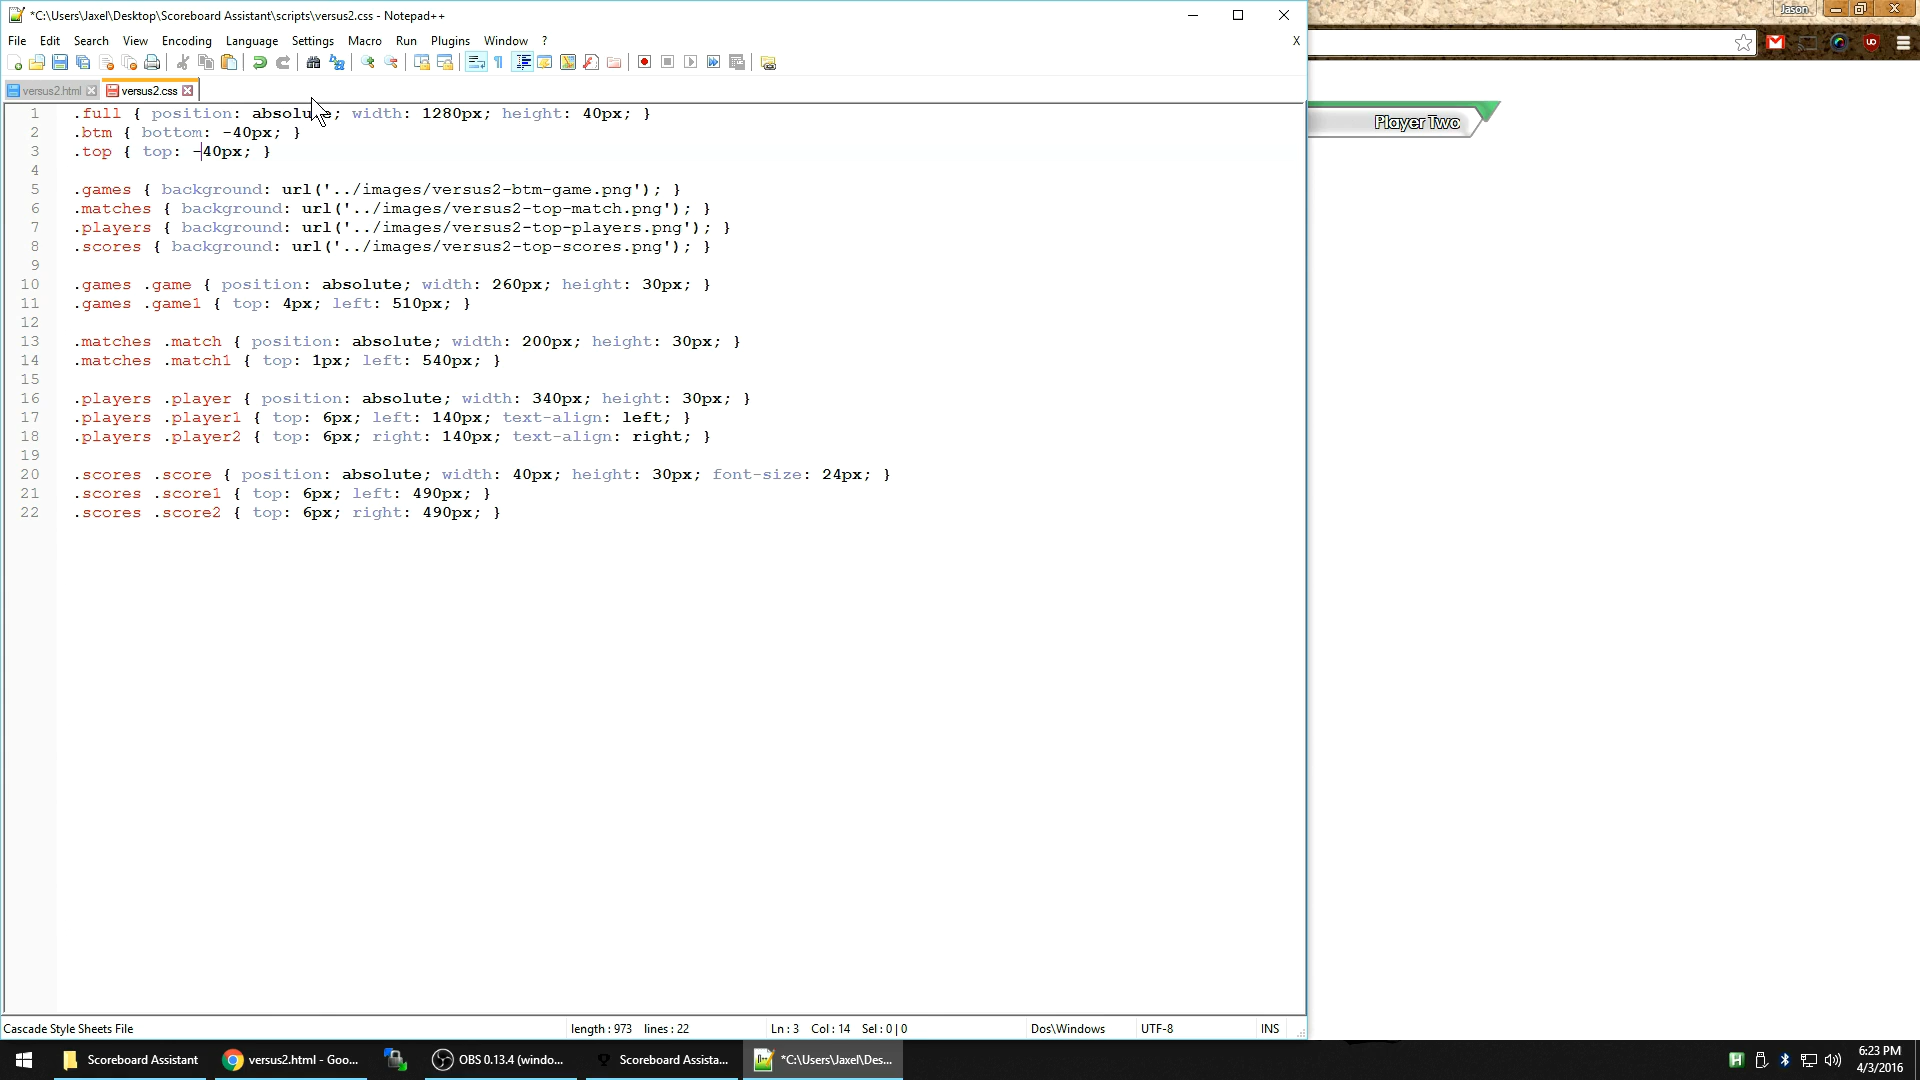 *C:\Users\Jaxel\Desktop\Scoreboard Assistant\scripts\versus2.css - Notepad++
Jason
File Edit Search View Encoding Language Settings Macro Run Plugins Window ? X
versus2.html versus2.css
1 .full { position: absolute; width: 1280px; height: 40px; }
2 .btm { bottom: -40px; }
3 .top { top: -40px; }
4
5 .games { background: url('../images/versus2-btm-game.png'); }
6 .matches { background: url('../images/versus2-top-match.png'); }
7 .players { background: url('../images/versus2-top-players.png'); }
8 .scores { background: url('../images/versus2-top-scores.png'); }
9
10 .games .game { position: absolute; width: 260px; height: 30px; }
11 .games .game1 { top: 4px; left: 510px; }
12
13 .matches .match { position: absolute; width: 200px; height: 30px; }
14 .matches .match1 { top: 1px; left: 540px; }
15
16 .players .player { position: absolute; width: 340px; height: 30px; }
17 .players .player1 { top: 6px; left: 140px; text-align: left; }
18 .players .player2 { top: 6px; right: 140px; text-align: right; }
19
20 .scores .score { position: absolute; width: 40px; height: 30px; font-size: 24px; }
21 .scores .score1 { top: 6px; left: 490px; }
22 .scores .score2 { top: 6px; right: 490px; }
Player Two
Cascade Style Sheets File length : 973 lines : 22 Ln : 3 Col : 14 Sel : 0 | 0 Dos\Windows UTF-8 INS
Scoreboard Assistant versus2.html - Goo... OBS 0.13.4 (windo... Scoreboard Assista... *C:\Users\Jaxel\Des...
6:23 PM
4/3/2016